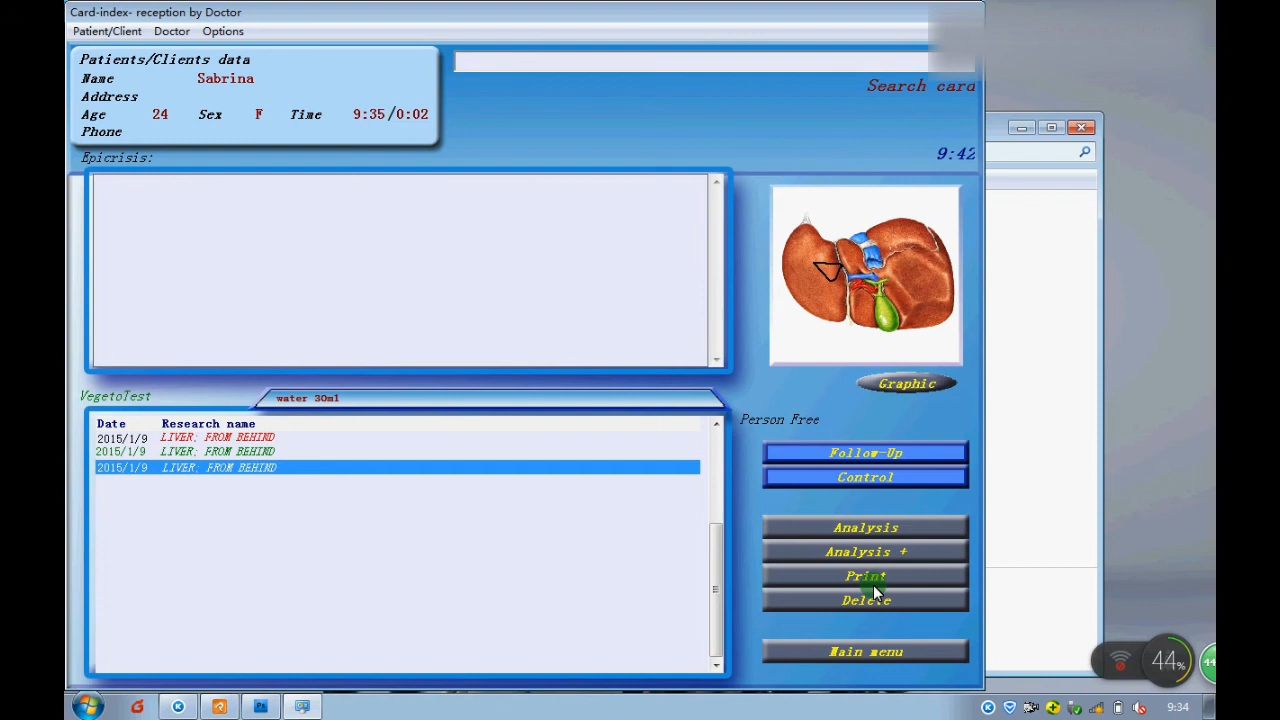 Card-index- reception by Doctor
Patient/Client Doctor Options
Patients/Clients data
Name Sabrina
Address
Age 24 Sex F Time 9:35/0:02
Phone
Search card
Epicrisis:
9:42
Graphic
VegetoTest water 30ml
Person Free
Date Research name
2015/1/9 LIVER; FROM BEHIND
2015/1/9 LIVER; FROM BEHIND
2015/1/9 LIVER; FROM BEHIND
Follow-Up
Control
Analysis
Analysis +
Print
Delete
Main menu
44%
44
Ps
9:34